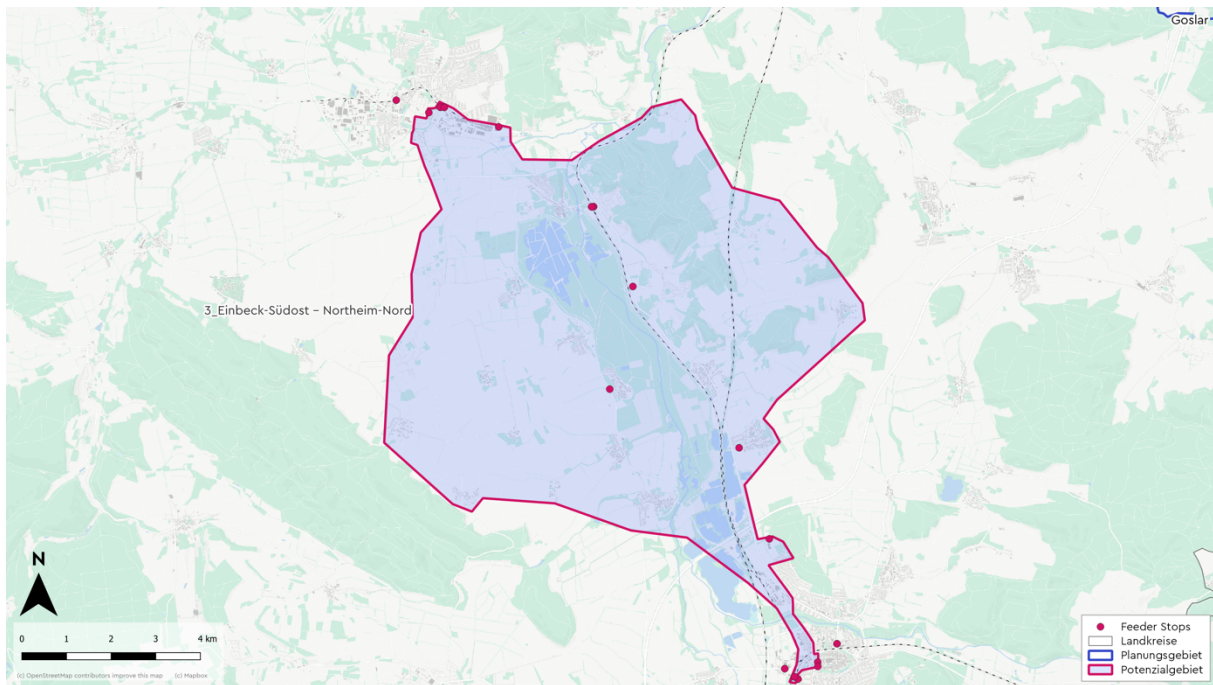 Goslar
3_Einbeck-Südost – Northeim-Nord
N
0 1 2 3 4 km
(c) OpenStreetMap contributors improve this map (c) Mapbox
Feeder Stops
Landkreise
Planungsgebiet
Potenzialgebiet